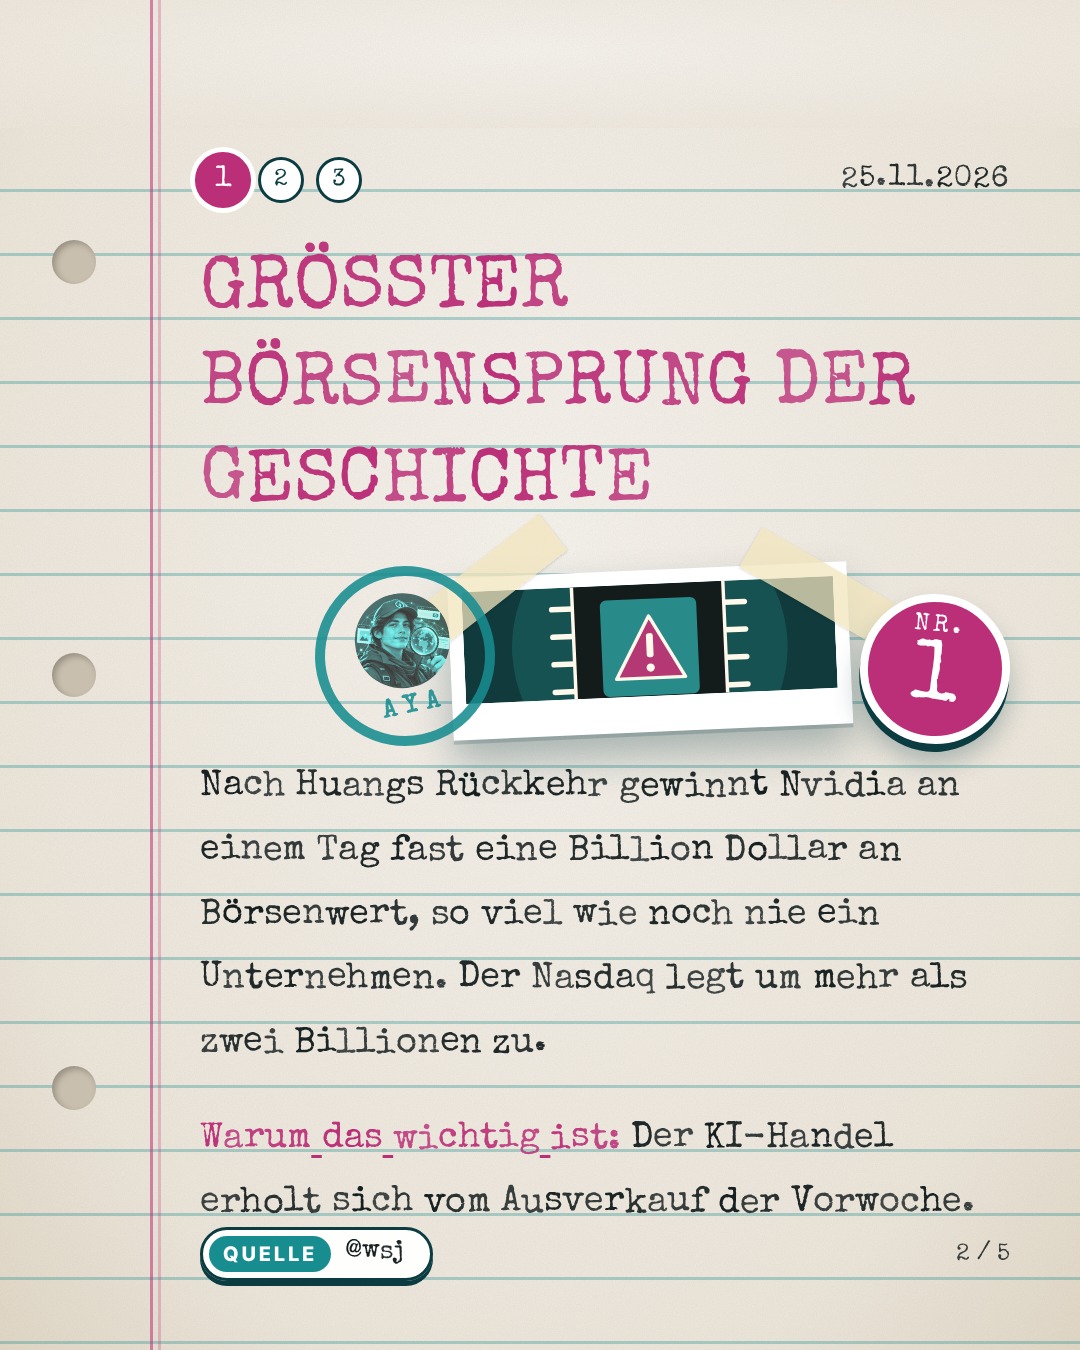 1 2 3
25.11.2026
GRÖSSTER
BÖRSENSPRUNG DER
GESCHICHTE
AYA
NR.
1
Nach Huangs Rückkehr gewinnt Nvidia an
einem Tag fast eine Billion Dollar an
Börsenwert, so viel wie noch nie ein
Unternehmen. Der Nasdaq legt um mehr als
zwei Billionen zu.
Warum das wichtig ist: Der KI-Handel
erholt sich vom Ausverkauf der Vorwoche.
QUELLE @wsj
2 / 5